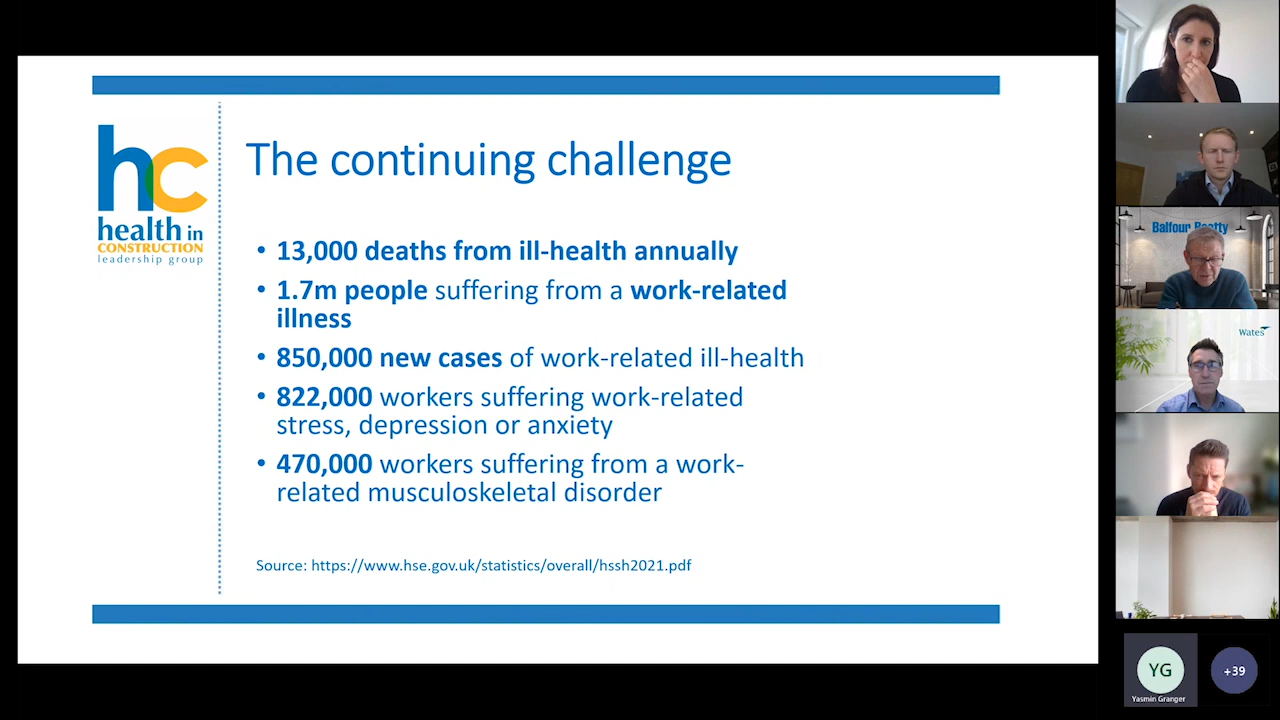 hc
health in
CONSTRUCTION
leadership group
The continuing challenge
• 13,000 deaths from ill-health annually
• 1.7m people suffering from a work-related
illness
• 850,000 new cases of work-related ill-health
• 822,000 workers suffering work-related
stress, depression or anxiety
• 470,000 workers suffering from a work-
related musculoskeletal disorder
Source: https://www.hse.gov.uk/statistics/overall/hssh2021.pdf
Balfour Beatty
Wates
YG
Yasmin Granger
+39